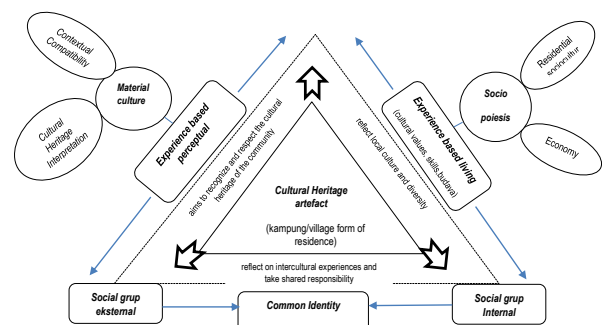 Contextual
Compatibility
Cultural
Heritage
Interpretation
Material
culture
Experience based
perceptual
aims to recognize and respect the cultural
heritage of the community
Cultural Heritage
artefact
(kampung/village form of
residence)
reflect on intercultural experiences and
take shared responsibility
reflect local culture and diversity
Experience based living
(cultural values, skills,budaya)
Socio
poiesis
Residential
Economy
Social grup
eksternal
Common Identity
Social grup
Internal